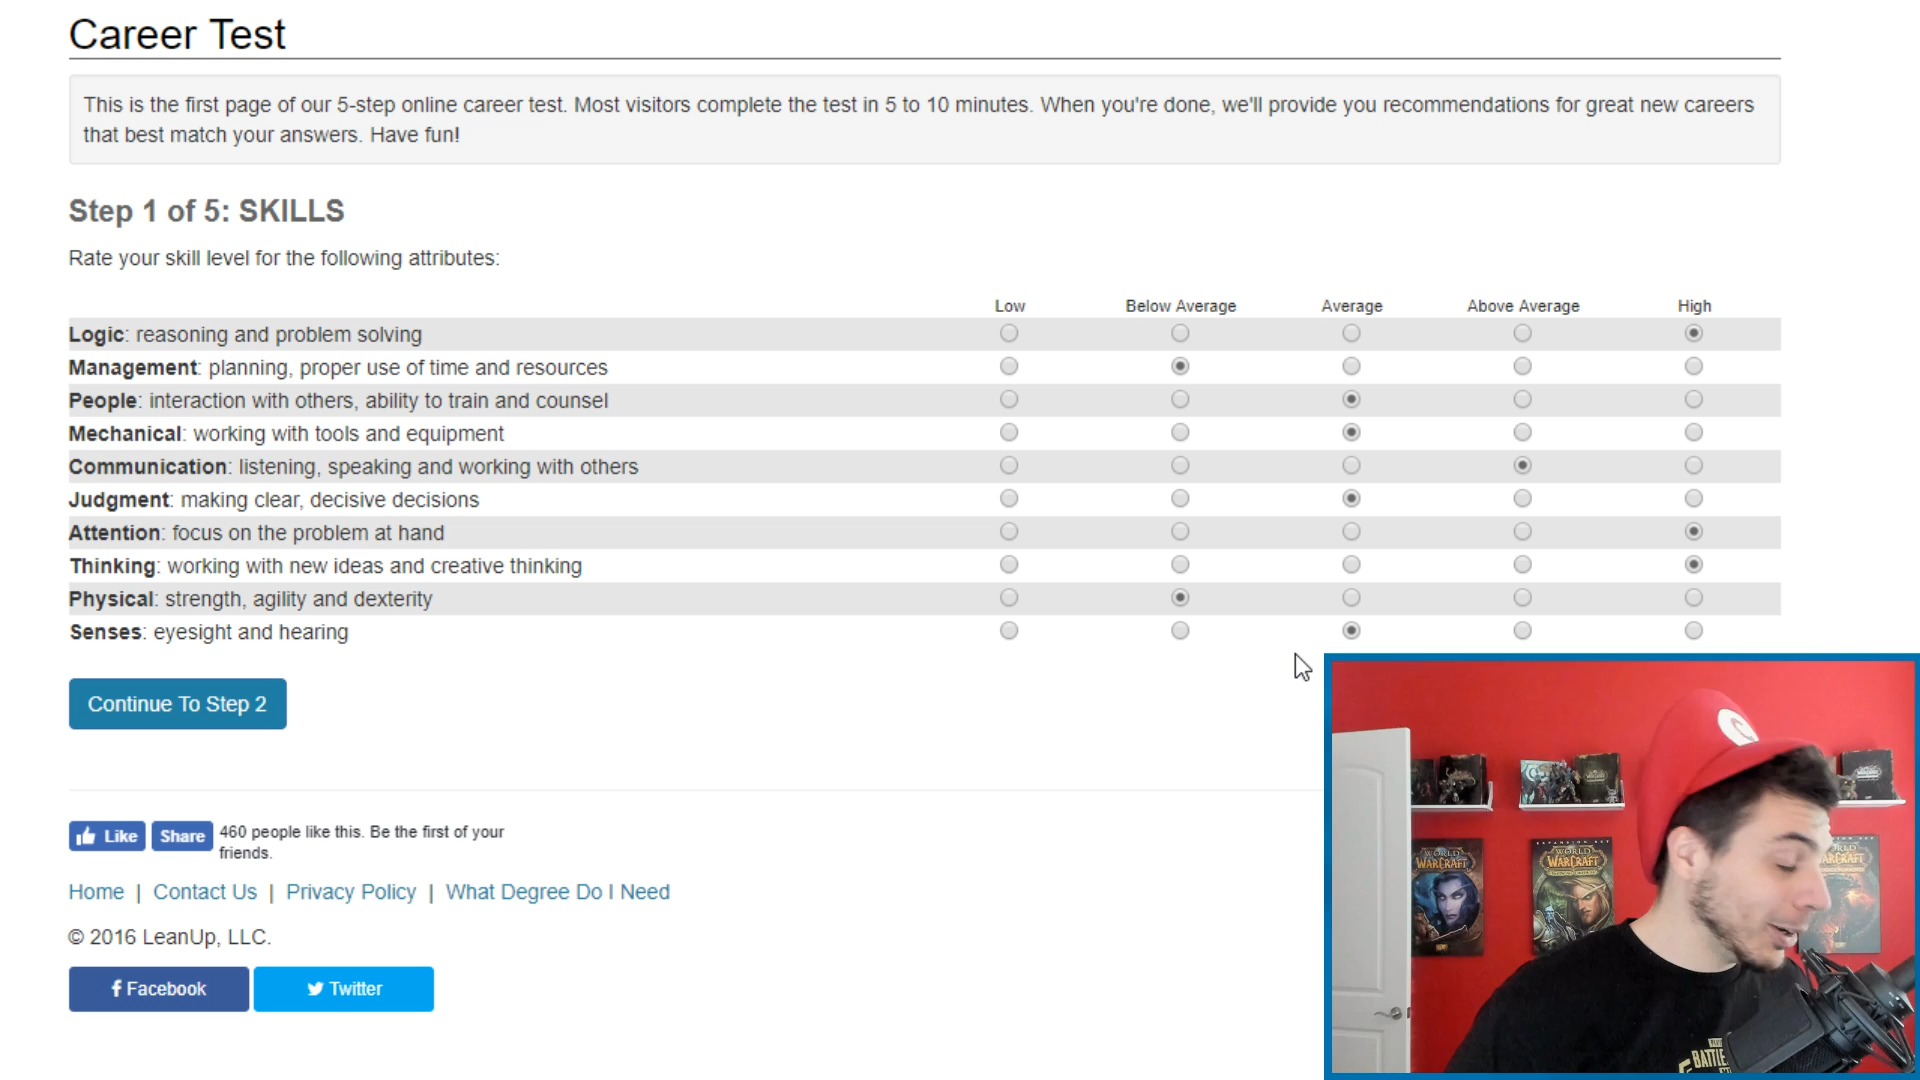 Career Test
This is the first page of our 5-step online career test. Most visitors complete the test in 5 to 10 minutes. When you're done, we'll provide you recommendations for great new careers
that best match your answers. Have fun!
Step 1 of 5: SKILLS
Rate your skill level for the following attributes:
Low Below Average Average Above Average High
Logic: reasoning and problem solving
Management: planning, proper use of time and resources
People: interaction with others, ability to train and counsel
Mechanical: working with tools and equipment
Communication: listening, speaking and working with others
Judgment: making clear, decisive decisions
Attention: focus on the problem at hand
Thinking: working with new ideas and creative thinking
Physical: strength, agility and dexterity
Senses: eyesight and hearing
Continue To Step 2
Like Share 460 people like this. Be the first of your
friends.
Home | Contact Us | Privacy Policy | What Degree Do I Need
© 2016 LeanUp, LLC.
Facebook Twitter
WORLD
WARCRAFT
WORLD
WARCRAFT
WARCRAFT
BATTLE